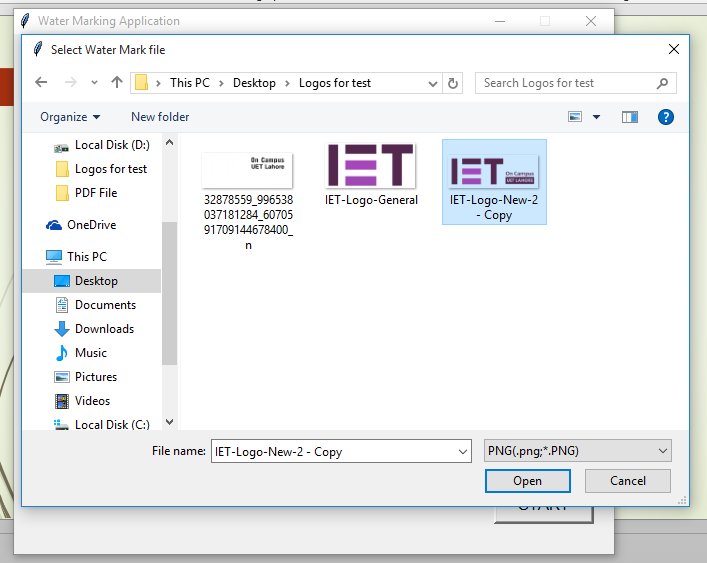 Water Marking Application
Select Water Mark file
This PC > Desktop > Logos for test
Search Logos for test
Organize
New folder
Local Disk (D:)
Logos for test
PDF File
OneDrive
This PC
Desktop
Documents
Downloads
Music
Pictures
Videos
Local Disk (C:)
On Campus
UET Lahore
32878559_996538
037181284_60705
91709144678400_
n
IET
IET-Logo-General
IET
On Campus
UET LAHORE
IET-Logo-New-2
- Copy
File name:
IET-Logo-New-2 - Copy
PNG(.png;*.PNG)
Open
Cancel
START